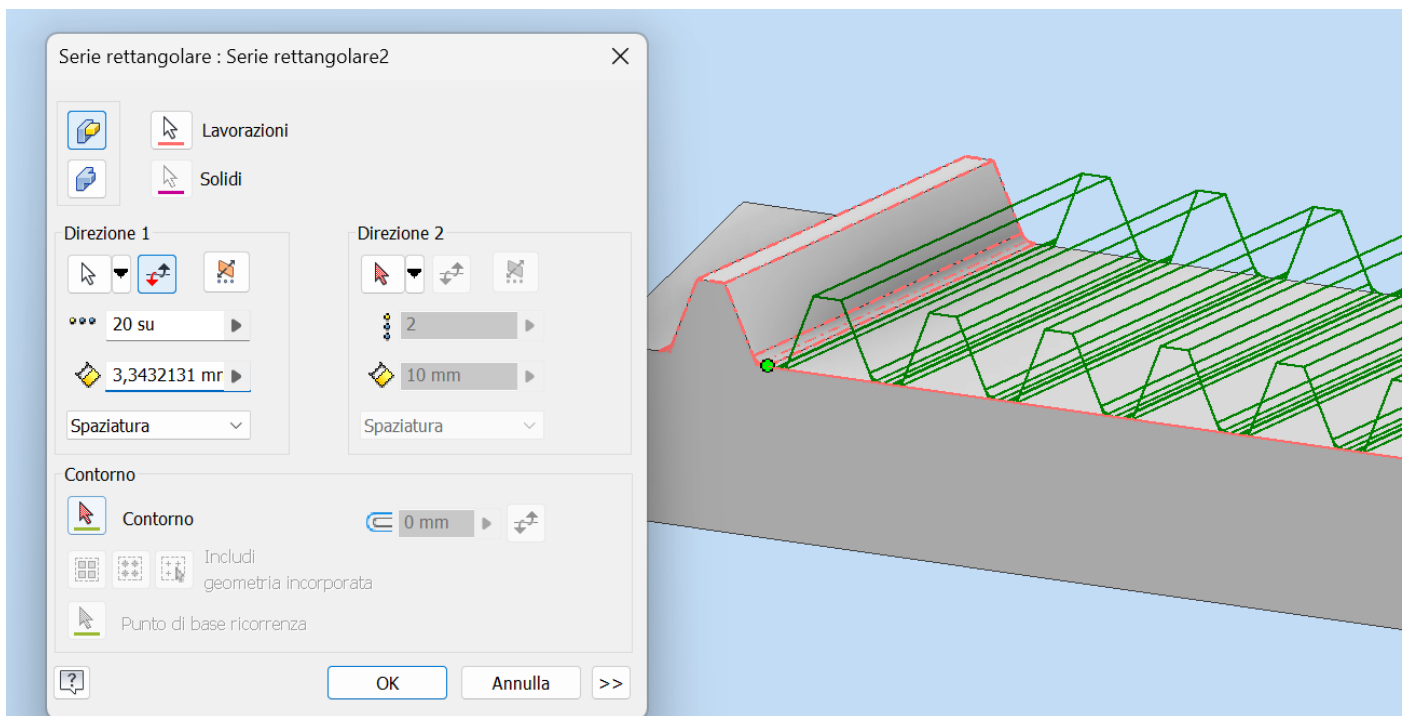 Serie rettangolare : Serie rettangolare2
Lavorazioni
Solidi
Direzione 1
Direzione 2
20 su
2
3,3432131 mr
10 mm
Spaziatura
Spaziatura
Contorno
Contorno
0 mm
Includi
geometria incorporata
Punto di base ricorrenza
?
OK
Annulla
>>